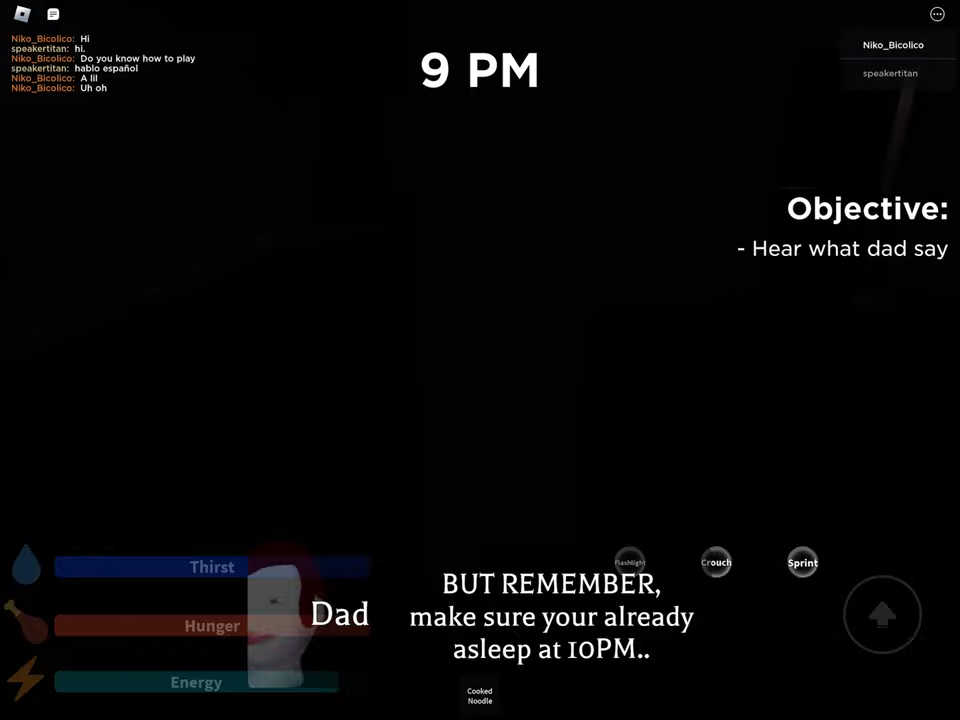 Niko_Bicolico: Hi
speakertitan: hi.
Niko_Bicolico: Do you know how to play
speakertitan: hablo español
Niko_Bicolico: A lil
Niko_Bicolico: Uh oh
9 PM
Niko_Bicolico
speakertitan
Objective:
- Hear what dad say
Thirst
Hunger
Energy
Flashlight
Crouch
Sprint
Dad
BUT REMEMBER,
make sure your already
asleep at 10PM..
Cooked
Noodle